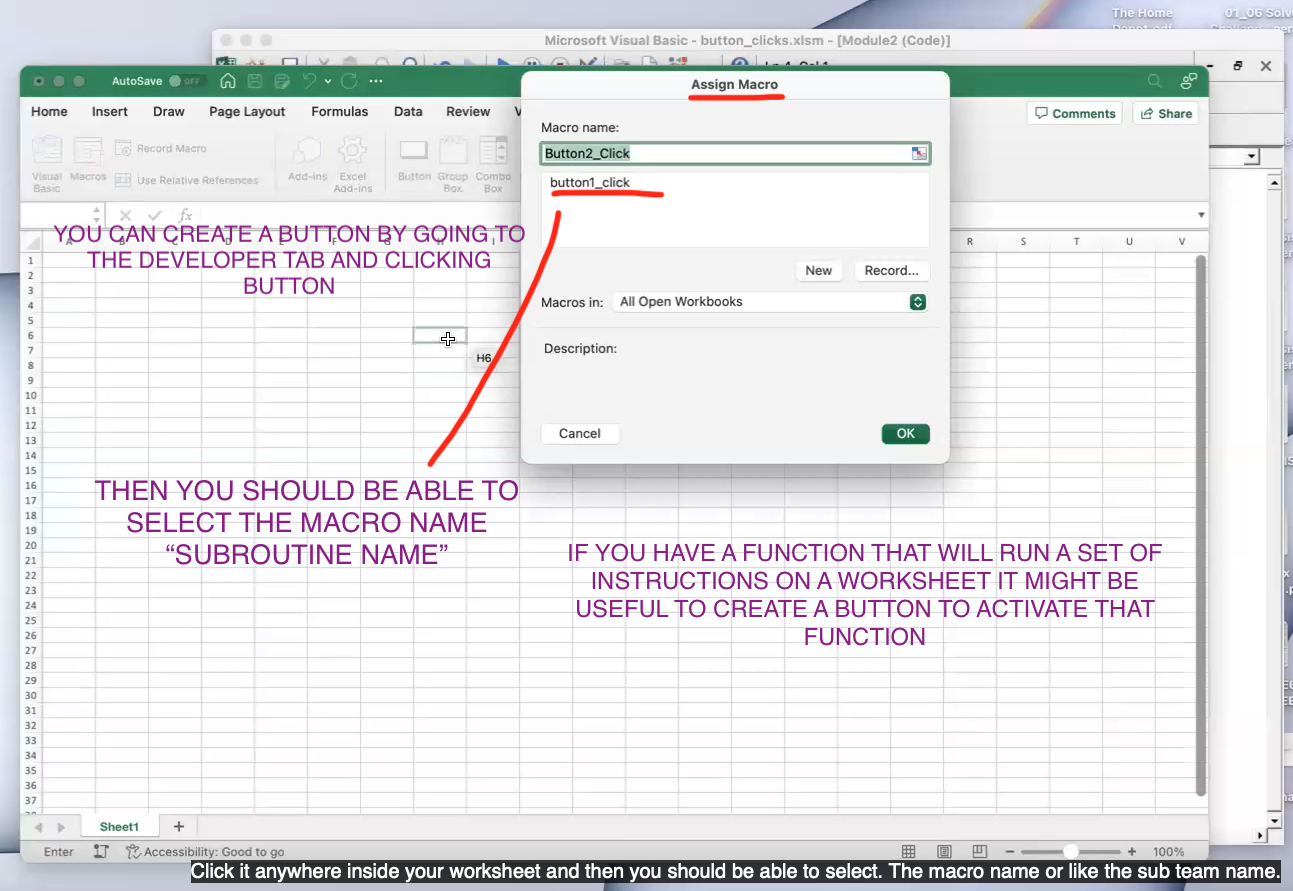 The Home
01_06 Solv
Microsoft Visual Basic - button_clicks.xlsm - [Module2 (Code)]
AutoSave OFF
Home Insert Draw Page Layout Formulas Data Review
Comments Share
Visual Basic
Macros
Record Macro
Use Relative References
Add-ins
Excel Add-ins
Button
Group Box
Combo Box
fx
Assign Macro
Macro name:
Button2_Click
button1_click
New Record...
Macros in: All Open Workbooks
Description:
Cancel OK
R S T U V
YOU CAN CREATE A BUTTON BY GOING TO
THE DEVELOPER TAB AND CLICKING
BUTTON
1
2
3
4
5
6
7
8
9
10
11
12
13
14
15
16
17
18
19
20
21
22
23
24
25
26
27
28
29
30
31
32
33
34
35
36
37
H6
THEN YOU SHOULD BE ABLE TO
SELECT THE MACRO NAME
“SUBROUTINE NAME”
IF YOU HAVE A FUNCTION THAT WILL RUN A SET OF
INSTRUCTIONS ON A WORKSHEET IT MIGHT BE
USEFUL TO CREATE A BUTTON TO ACTIVATE THAT
FUNCTION
Sheet1 +
Enter Accessibility: Good to go
100%
Click it anywhere inside your worksheet and then you should be able to select. The macro name or like the sub team name.